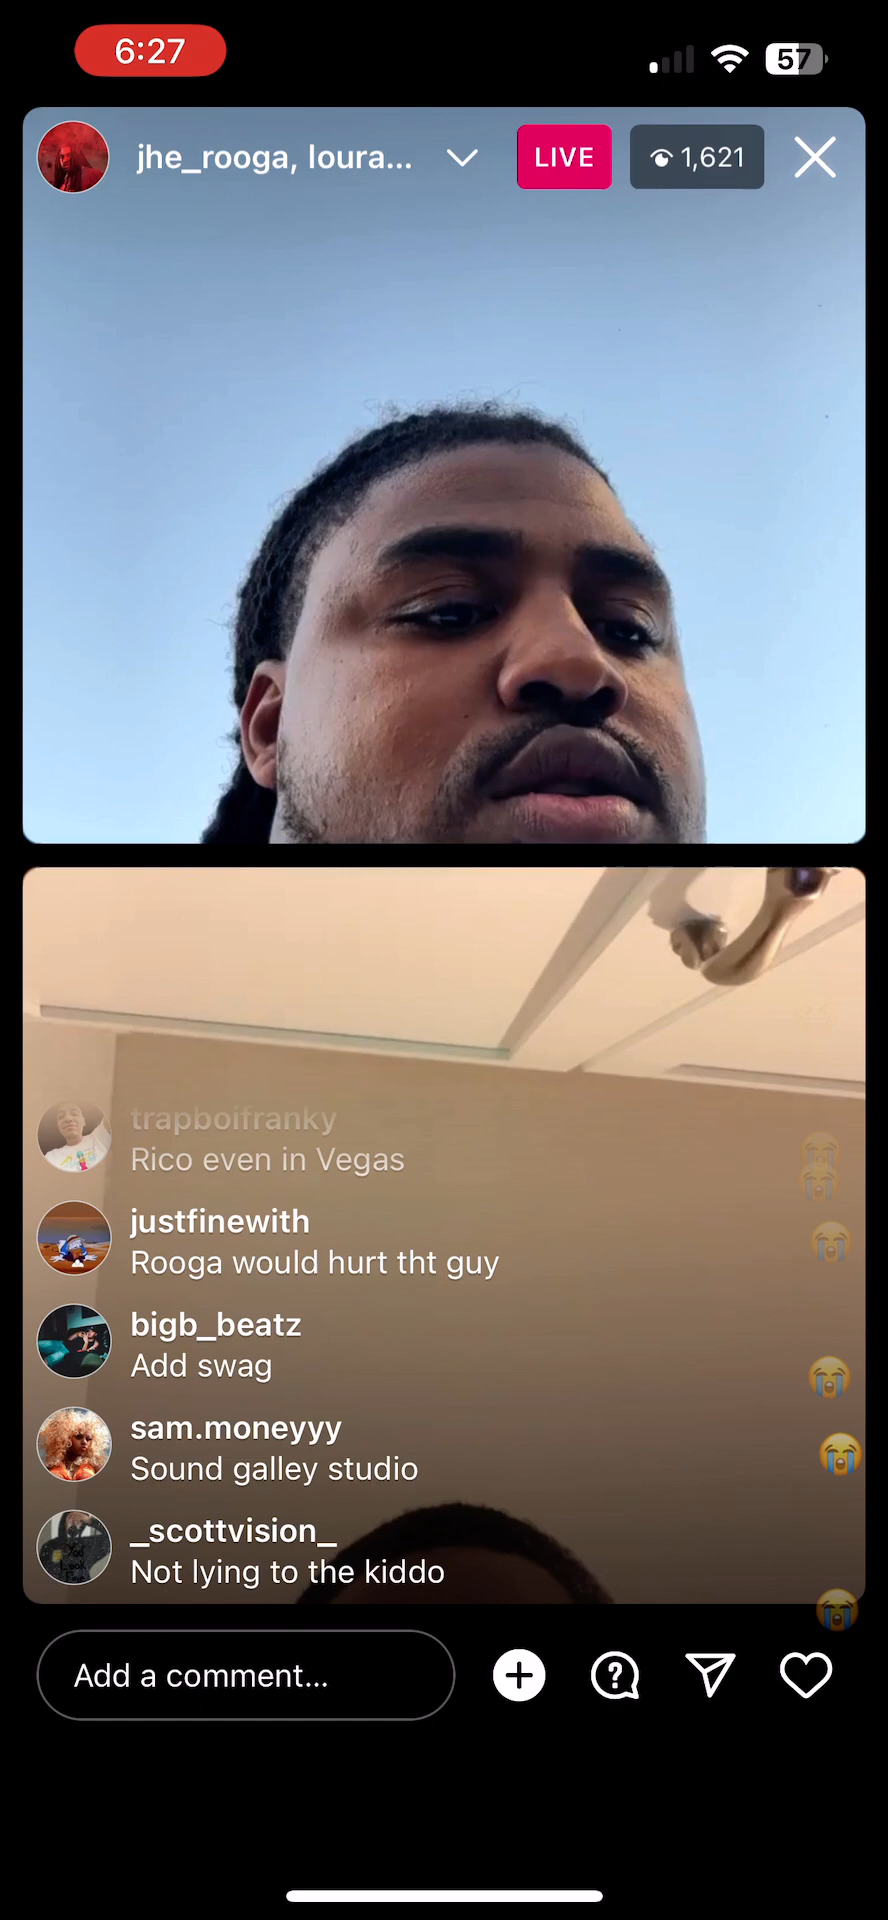 6:27
57
jhe_rooga, loura...
LIVE
1,621
trapboifranky
Rico even in Vegas
justfinewith
Rooga would hurt tht guy
bigb_beatz
Add swag
sam.moneyyy
Sound galley studio
_scottvision_
Not lying to the kiddo
Add a comment...